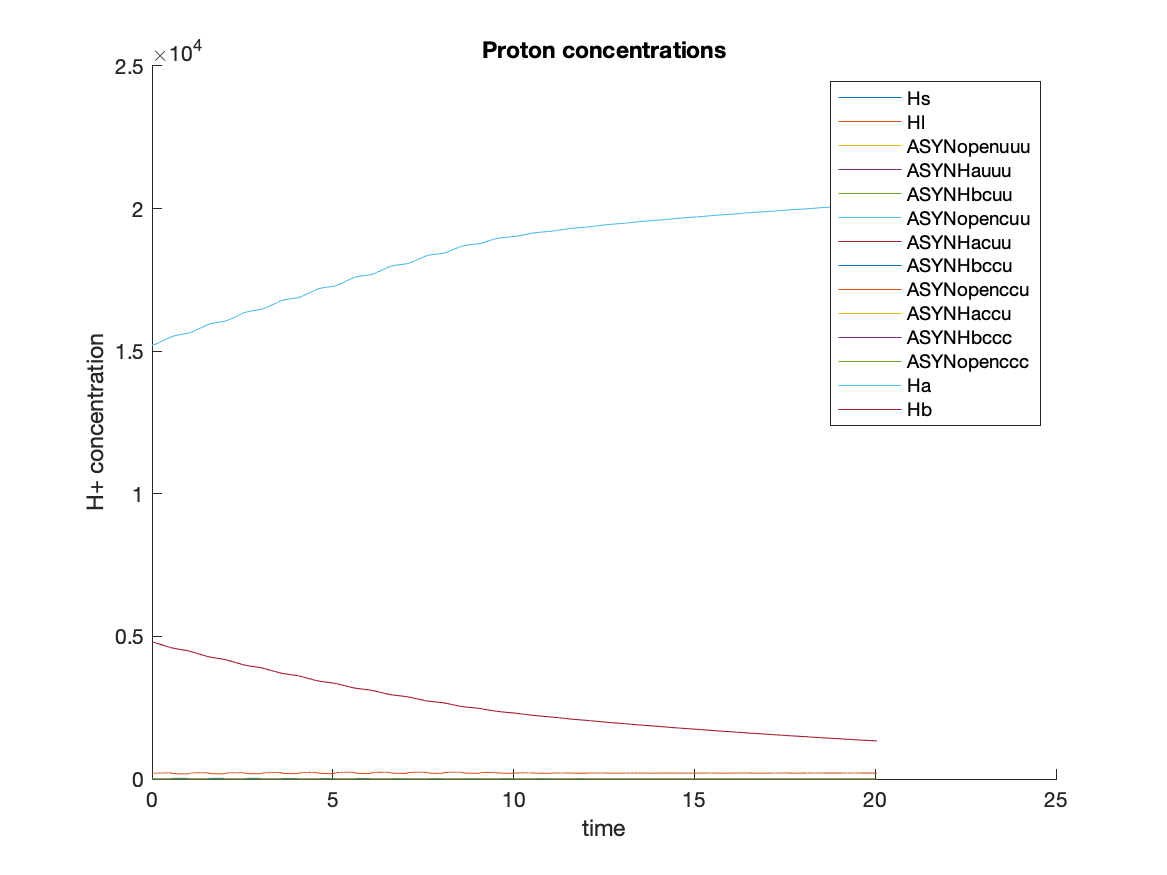 Proton concentrations
×10^4
2.5
2
1.5
1
0.5
0
H+ concentration
0 5 10 15 20 25
time
Hs
Hl
ASYNopenuuu
ASYNHauuu
ASYNHbcuu
ASYNopencuu
ASYNHacuu
ASYNHbccu
ASYNopenccu
ASYNHaccu
ASYNHbccc
ASYNopenccc
Ha
Hb